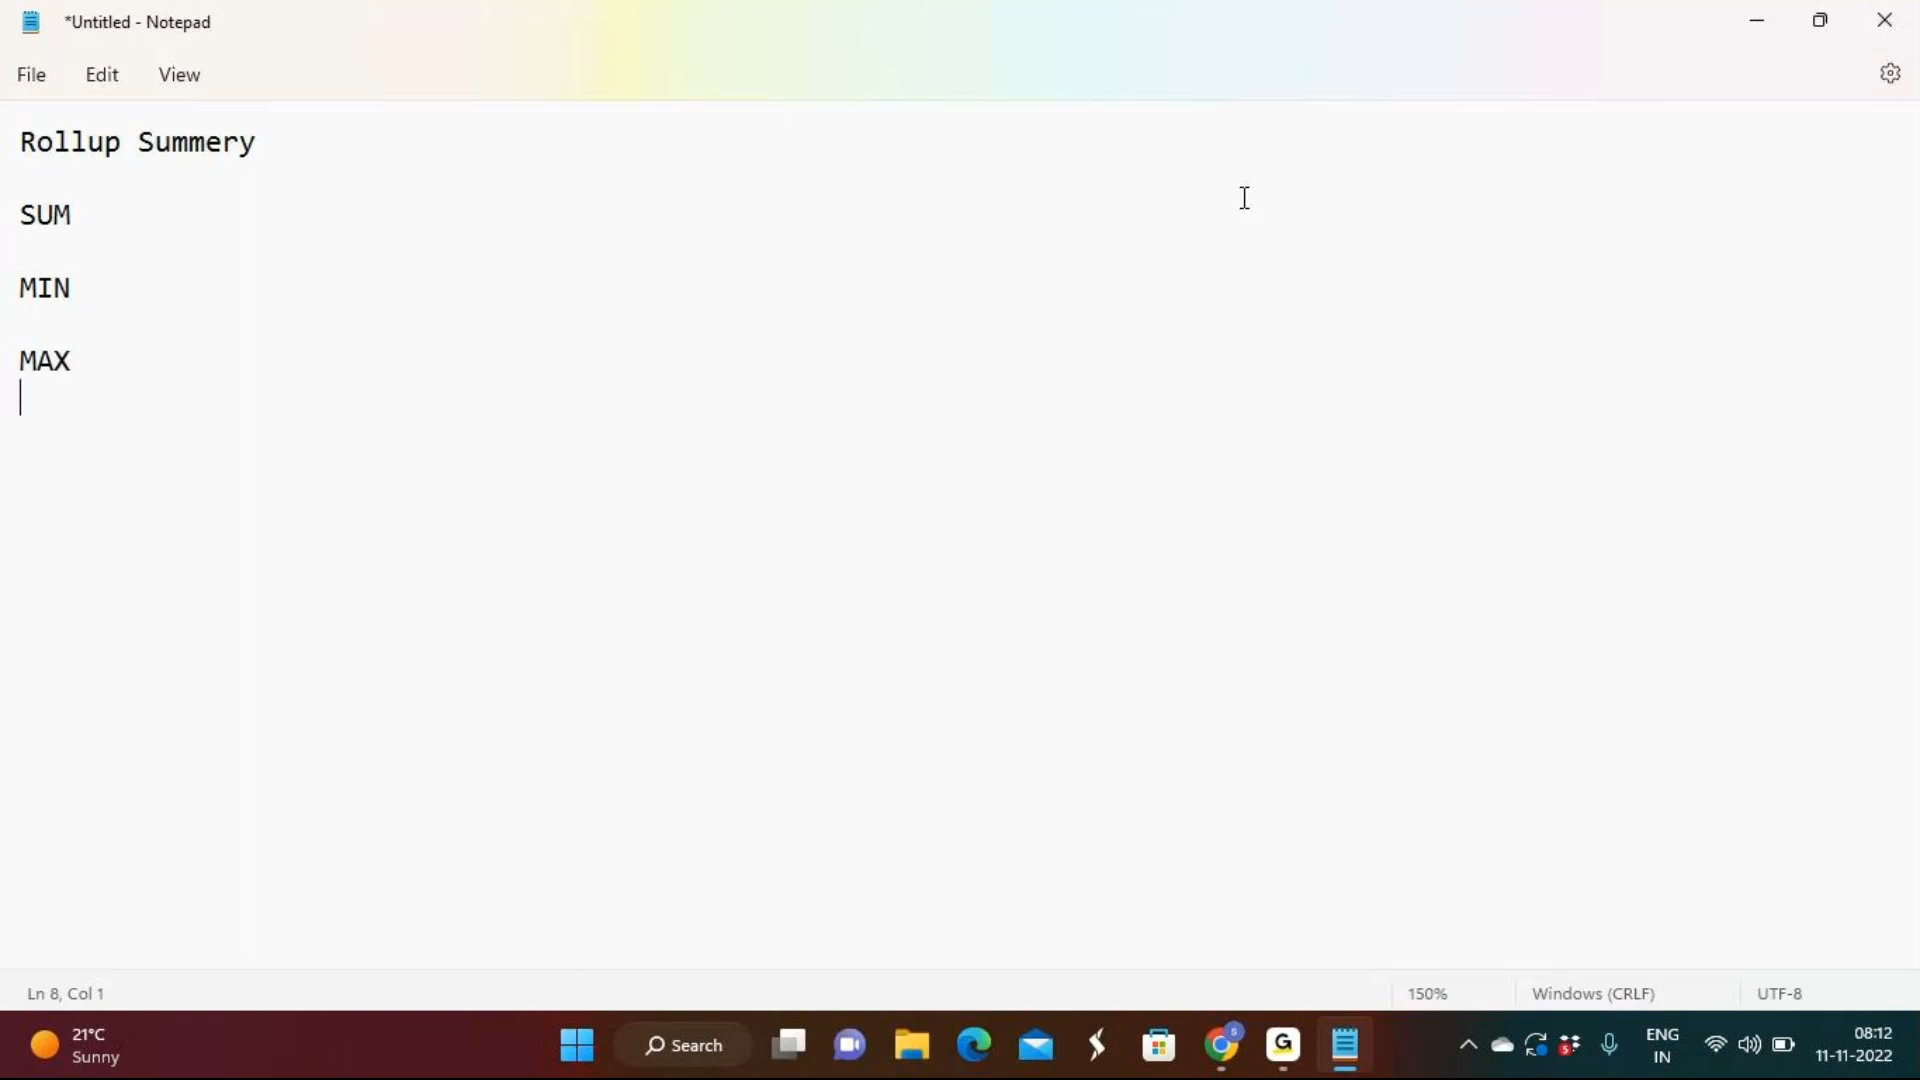 *Untitled - Notepad
File Edit View
Rollup Summery
SUM
MIN
MAX
Ln 8, Col 1
150%
Windows (CRLF)
UTF-8
21°C
Sunny
Search
ENG
IN
08:12
11-11-2022